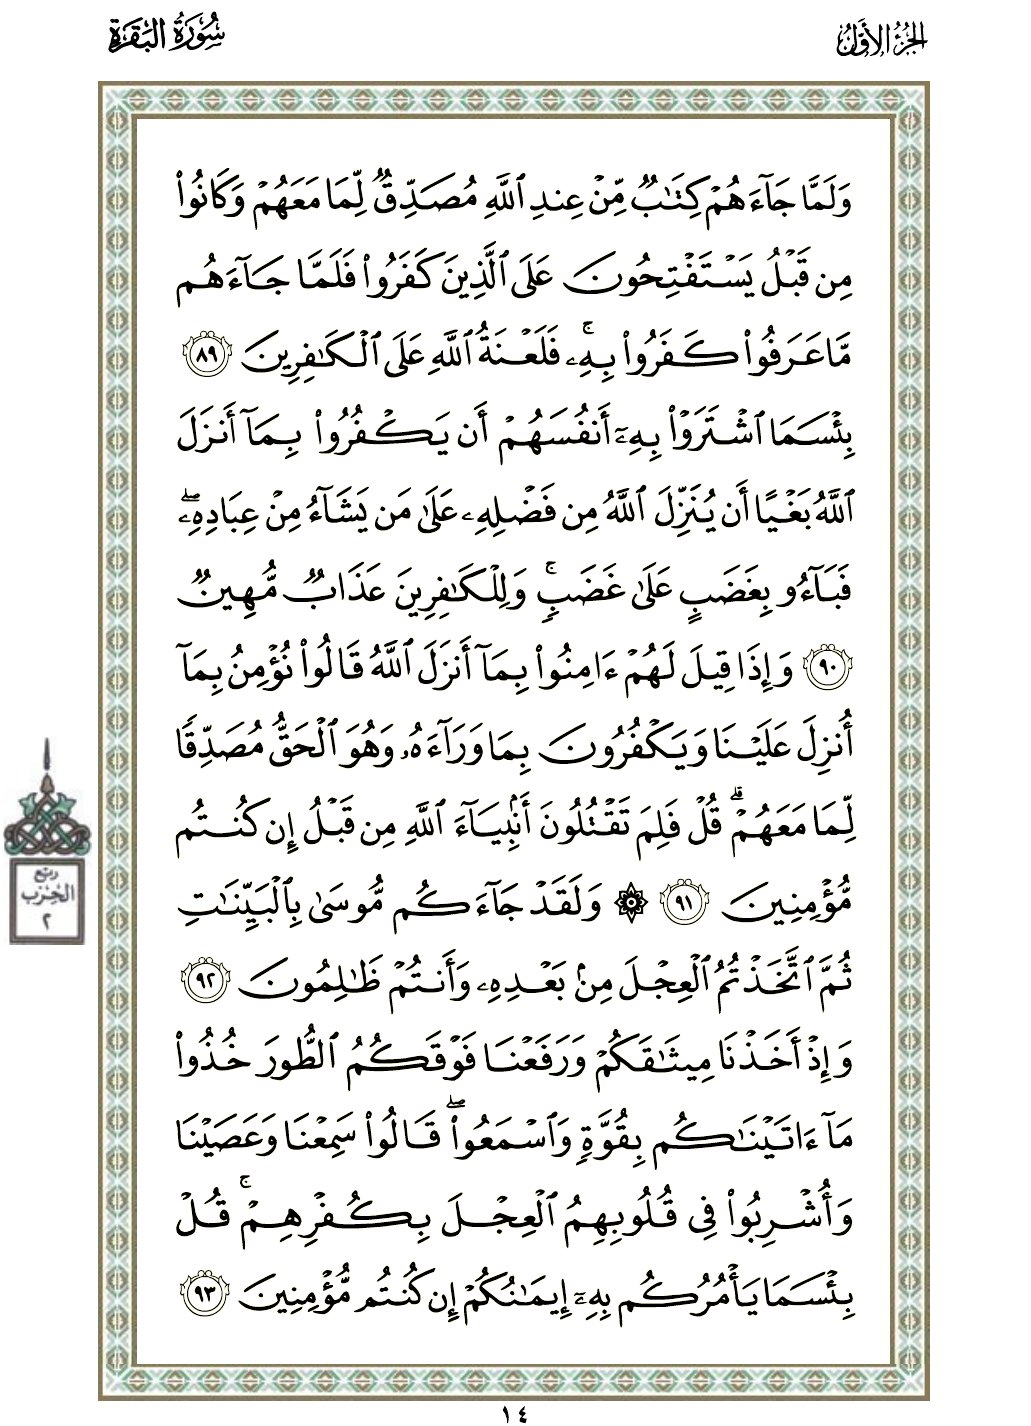 الجزء الأول
سورة البقرة
وَلَمَّا جَآءَهُمْ كِتَٰبٌ مِّنْ عِندِ ٱللَّهِ مُصَدِّقٌ لِّمَا مَعَهُمْ وَكَانُوا۟
مِن قَبْلُ يَسْتَفْتِحُونَ عَلَى ٱلَّذِينَ كَفَرُوا۟ فَلَمَّا جَآءَهُم
مَّا عَرَفُوا۟ كَفَرُوا۟ بِهِۦ ۚ فَلَعْنَةُ ٱللَّهِ عَلَى ٱلْكَٰفِرِينَ ٨٩
بِئْسَمَا ٱشْتَرَوْا۟ بِهِۦٓ أَنفُسَهُمْ أَن يَكْفُرُوا۟ بِمَآ أَنزَلَ
ٱللَّهُ بَغْيًا أَن يُنَزِّلَ ٱللَّهُ مِن فَضْلِهِۦ عَلَىٰ مَن يَشَآءُ مِنْ عِبَادِهِۦ ۖ
فَبَآءُو بِغَضَبٍ عَلَىٰ غَضَبٍ ۚ وَلِلْكَٰفِرِينَ عَذَابٌ مُّهِينٌ
٩٠ وَإِذَا قِيلَ لَهُمْ ءَامِنُوا۟ بِمَآ أَنزَلَ ٱللَّهُ قَالُوا۟ نُؤْمِنُ بِمَآ
أُنزِلَ عَلَيْنَا وَيَكْفُرُونَ بِمَا وَرَآءَهُۥ وَهُوَ ٱلْحَقُّ مُصَدِّقًا
لِّمَا مَعَهُمْ ۗ قُلْ فَلِمَ تَقْتُلُونَ أَنۢبِيَآءَ ٱللَّهِ مِن قَبْلُ إِن كُنتُم
مُّؤْمِنِينَ ٩١ ۞ وَلَقَدْ جَآءَكُم مُّوسَىٰ بِٱلْبَيِّنَٰتِ
ثُمَّ ٱتَّخَذْتُمُ ٱلْعِجْلَ مِنۢ بَعْدِهِۦ وَأَنتُمْ ظَٰلِمُونَ ٩٢
وَإِذْ أَخَذْنَا مِيثَٰقَكُمْ وَرَفَعْنَا فَوْقَكُمُ ٱلطُّورَ خُذُوا۟
مَآ ءَاتَيْنَٰكُم بِقُوَّةٍ وَٱسْمَعُوا۟ ۖ قَالُوا۟ سَمِعْنَا وَعَصَيْنَا
وَأُشْرِبُوا۟ فِى قُلُوبِهِمُ ٱلْعِجْلَ بِكُفْرِهِمْ ۚ قُلْ
بِئْسَمَا يَأْمُرُكُم بِهِۦٓ إِيمَٰنُكُمْ إِن كُنتُم مُّؤْمِنِينَ ٩٣
ربع
الحزب
٢
١٤